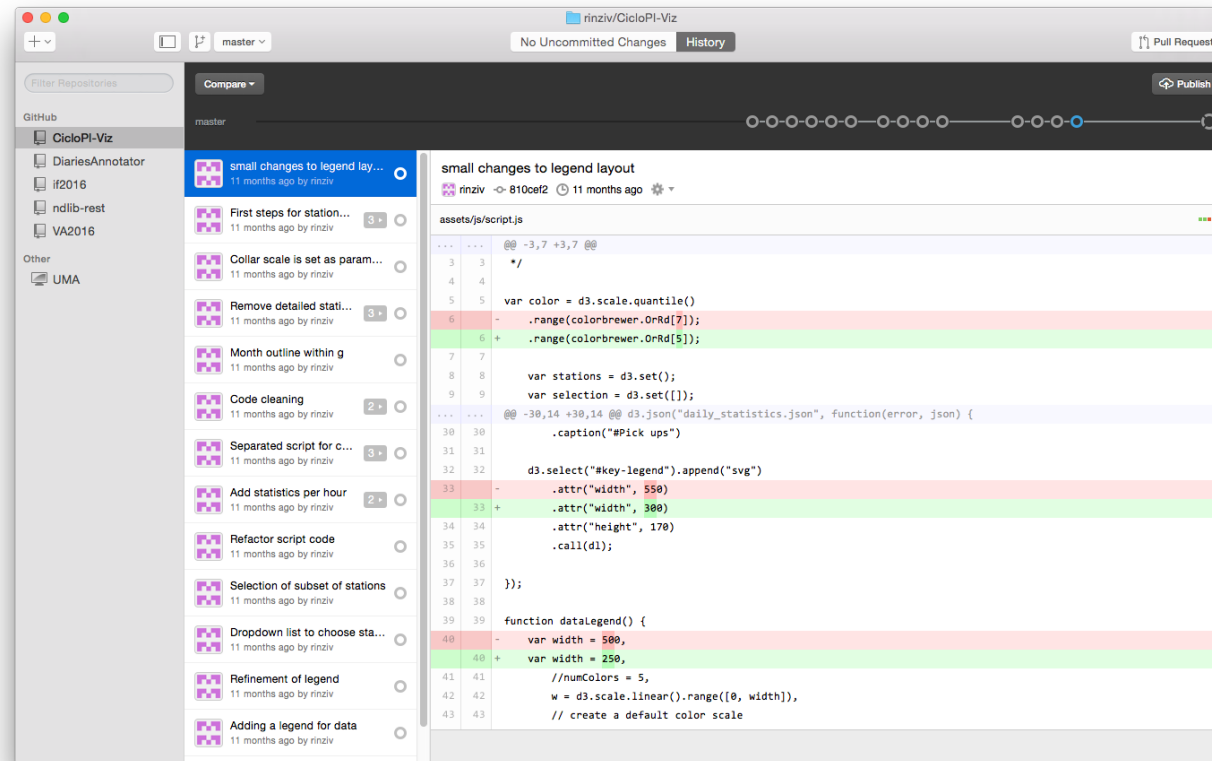 rinziv/CicloPI-Viz
master
No Uncommitted Changes
History
Pull Request
Filter Repositories
Compare
Publish
master
GitHub
CicloPI-Viz
DiariesAnnotator
if2016
ndlib-rest
VA2016
Other
UMA
small changes to legend lay...
11 months ago by rinziv
First steps for station...
11 months ago by rinziv
3
Collar scale is set as param...
11 months ago by rinziv
Remove detailed stati...
11 months ago by rinziv
3
Month outline within g
11 months ago by rinziv
Code cleaning
11 months ago by rinziv
2
Separated script for c...
11 months ago by rinziv
3
Add statistics per hour
11 months ago by rinziv
2
Refactor script code
11 months ago by rinziv
Selection of subset of stations
11 months ago by rinziv
Dropdown list to choose sta...
11 months ago by rinziv
Refinement of legend
11 months ago by rinziv
Adding a legend for data
11 months ago by rinziv
small changes to legend layout
rinziv 810cef2 11 months ago
assets/js/script.js
... ... @@ -3,7 +3,7 @@
3 3 */
4 4
5 5 var color = d3.scale.quantile()
6 - .range(colorbrewer.OrRd[7]);
6 + .range(colorbrewer.OrRd[5]);
7 7
8 8 var stations = d3.set();
9 9 var selection = d3.set([]);
... ... @@ -30,14 +30,14 @@ d3.json("daily_statistics.json", function(error, json) {
30 30 .caption("#Pick ups")
31 31
32 32 d3.select("#key-legend").append("svg")
33 - .attr("width", 550)
33 + .attr("width", 300)
34 34 .attr("height", 170)
35 35 .call(dl);
36 36
37 37 });
38 38
39 39 function dataLegend() {
40 - var width = 500,
40 + var width = 250,
41 41 //numColors = 5,
42 42 w = d3.scale.linear().range([0, width]),
43 43 // create a default color scale